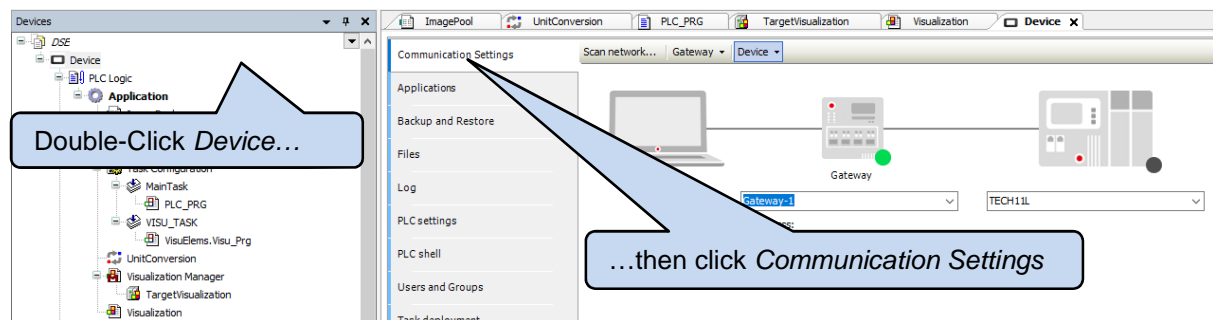 Devices
DSE
Device
PLC Logic
Application
Double-Click Device…
MainTask
PLC_PRG
VISU_TASK
VisuElems.Visu_Prg
UnitConversion
Visualization Manager
TargetVisualization
Visualization
ImagePool UnitConversion PLC_PRG TargetVisualization Visualization Device
Communication Settings
Applications
Backup and Restore
Files
Log
PLC settings
PLC shell
Users and Groups
Task deployment
Scan network... Gateway Device
Gateway
Gateway-1 TECH11L
…then click Communication Settings